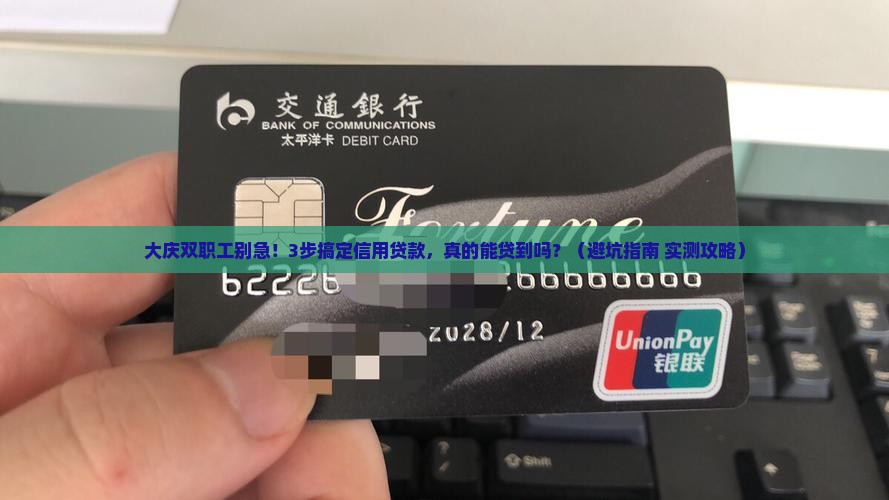 交通銀行
BANK OF COMMUNICATIONS
太平洋卡 DEBIT CARD
Fortune
大庆双职工别急！3步搞定信用贷款，真的能贷到吗？（避坑指南 实测攻略）
62226
66666666
2028/12
UnionPay
银联
Shift